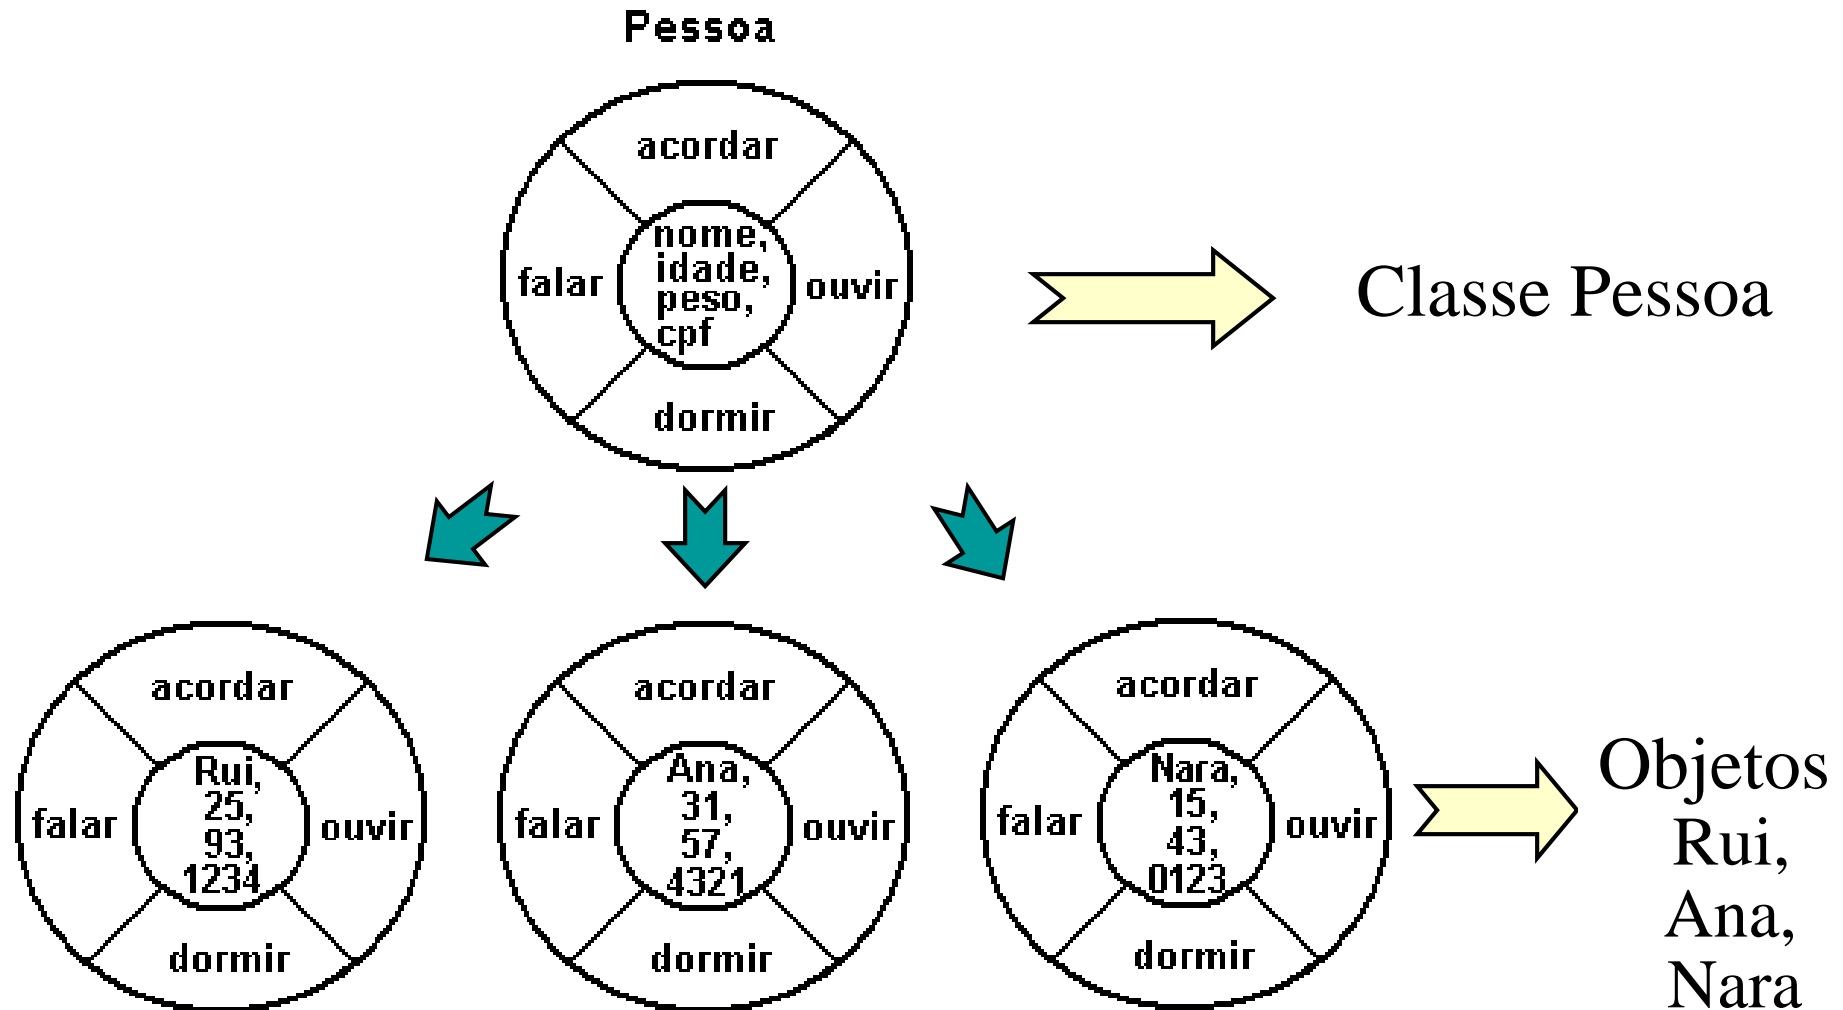 Pessoa
acordar
nome,
idade,
peso,
cpf
falar
ouvir
dormir
Classe Pessoa
acordar
Rui,
25,
93,
1234
falar
ouvir
dormir
acordar
Ana,
31,
57,
4321
falar
ouvir
dormir
acordar
Nara,
15,
43,
0123
falar
ouvir
dormir
Objetos
Rui,
Ana,
Nara